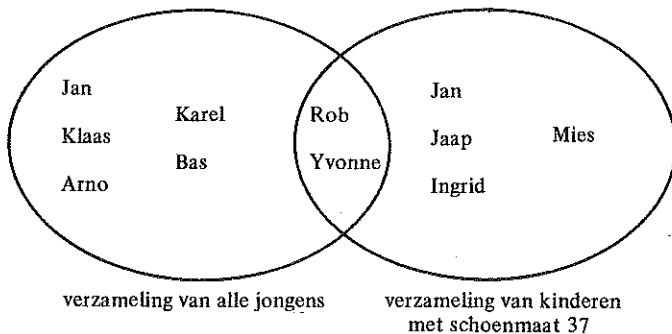 Jan
Karel
Klaas
Bas
Arno
Rob
Yvonne
Jan
Jaap
Mies
Ingrid
verzameling van alle jongens
verzameling van kinderen
met schoenmaat 37